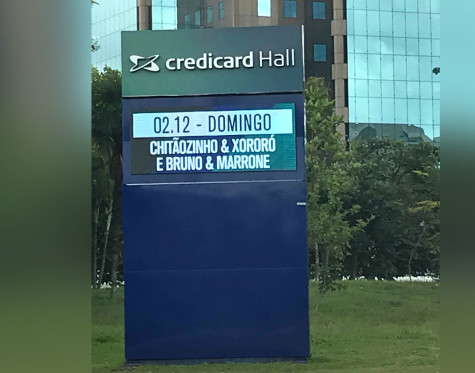 credicard Hall
02.12 - DOMINGO
CHITÃOZINHO & XORORÓ
E BRUNO & MARRONE